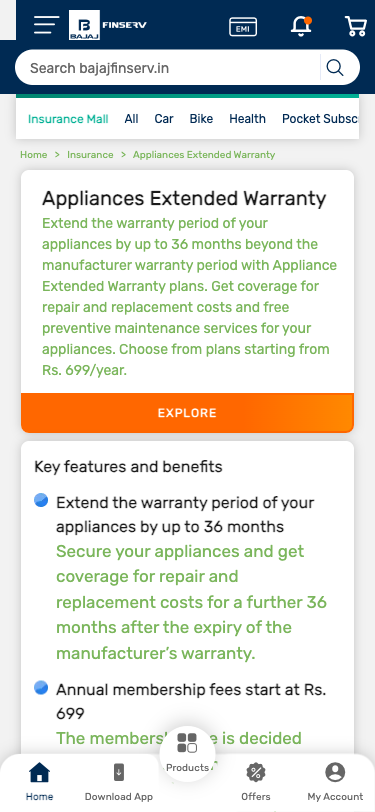 BAJAJ
FINSERV
EMI
Search bajajfinserv.in
Insurance Mall All Car Bike Health Pocket Subsc
Home > Insurance > Appliances Extended Warranty
Appliances Extended Warranty
Extend the warranty period of your
appliances by up to 36 months beyond the
manufacturer warranty period with Appliance
Extended Warranty plans. Get coverage for
repair and replacement costs and free
preventive maintenance services for your
appliances. Choose from plans starting from
Rs. 699/year.
EXPLORE
Key features and benefits
Extend the warranty period of your
appliances by up to 36 months
Secure your appliances and get
coverage for repair and
replacement costs for a further 36
months after the expiry of the
manufacturer’s warranty.
Annual membership fees start at Rs.
699
The members e is decided
Products
Home Download App Offers My Account